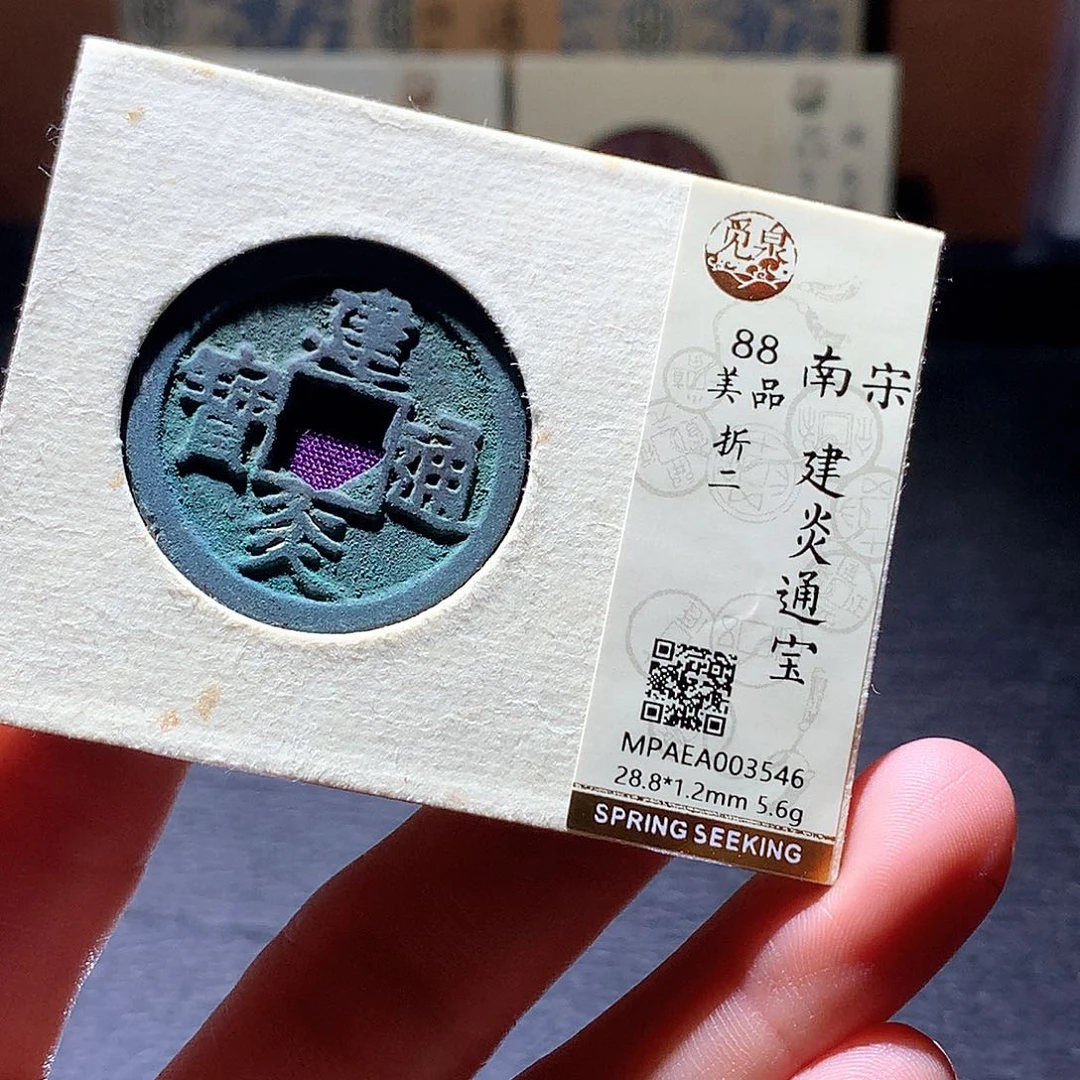 建炎通寶
觅泉
南宋 建炎通宝
88
美品
折二
MPAEA003546
28.8*1.2mm 5.6g
SPRING SEEKING